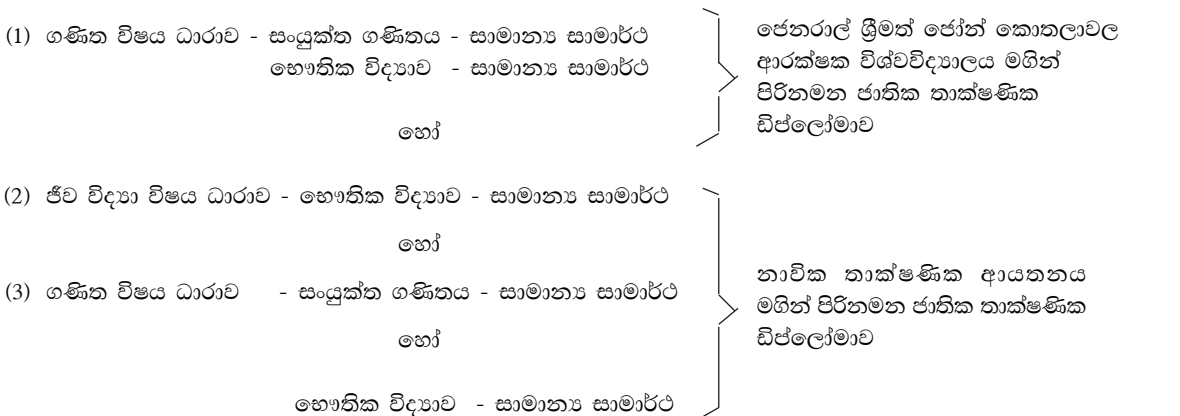 (1) ගණිත විෂය ධාරාව - සංයුක්ත ගණිතය - සාමාන්‍ය සාමාර්ථ
භෞතික විද්‍යාව - සාමාන්‍ය සාමාර්ථ
හෝ
ජෙනරාල් ශ්‍රීමත් ජෝන් කොතලාවල
ආරක්ෂක විශ්වවිද්‍යාලය මගින්
පිරිනමන ජාතික තාක්ෂණික
ඩිප්ලෝමාව
(2) ජීව විද්‍යා විෂය ධාරාව - භෞතික විද්‍යාව - සාමාන්‍ය සාමාර්ථ
හෝ
(3) ගණිත විෂය ධාරාව - සංයුක්ත ගණිතය - සාමාන්‍ය සාමාර්ථ
හෝ
භෞතික විද්‍යාව - සාමාන්‍ය සාමාර්ථ
නාවික තාක්ෂණික ආයතනය
මගින් පිරිනමන ජාතික තාක්ෂණික
ඩිප්ලෝමාව